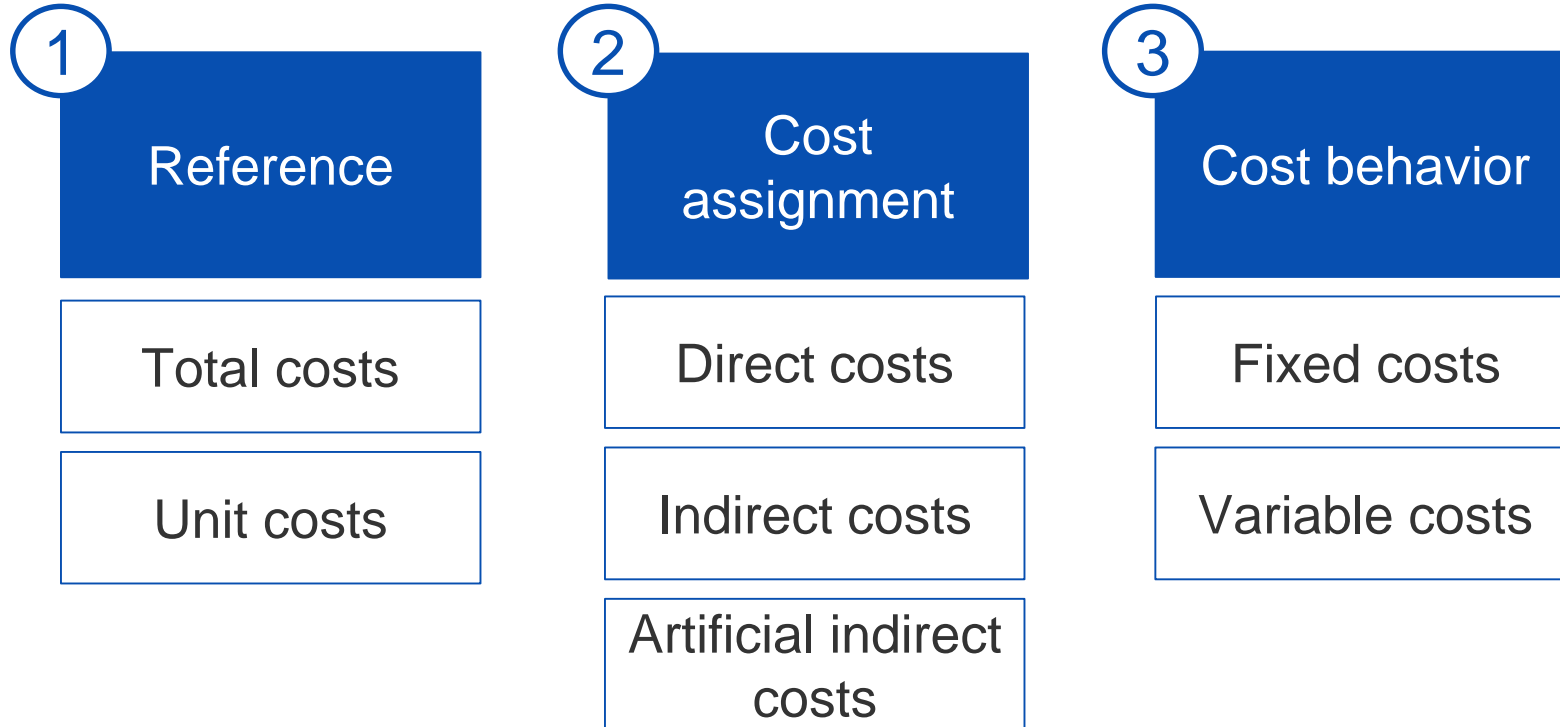 1
Reference
Total costs
Unit costs
2
Cost
assignment
Direct costs
Indirect costs
Artificial indirect
costs
3
Cost behavior
Fixed costs
Variable costs